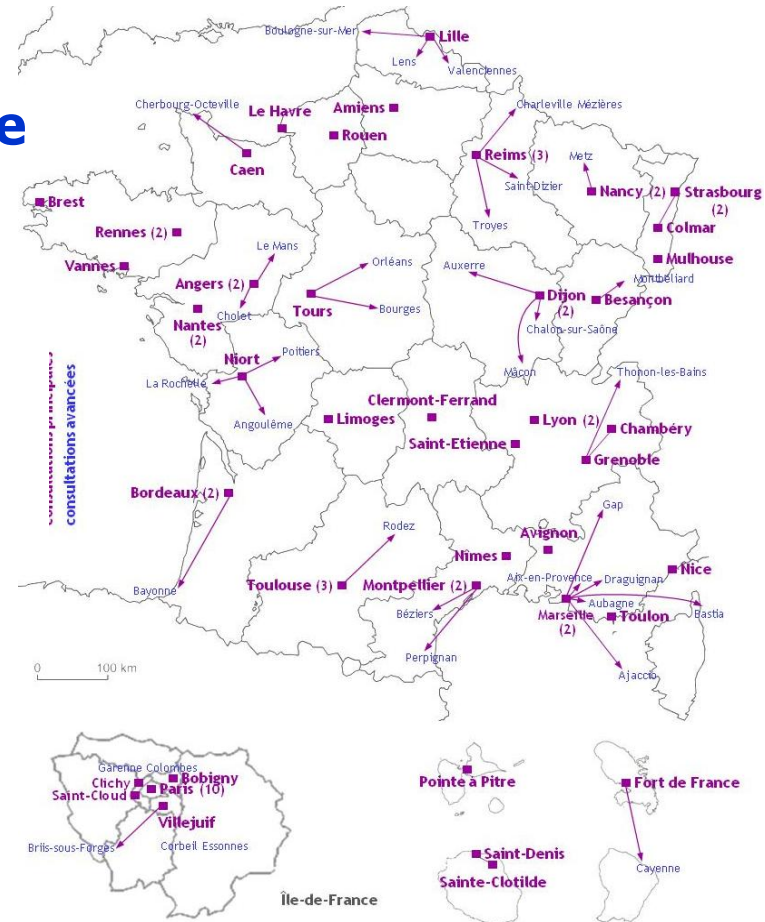 e
Boulogne-sur-Mer
Lille
Lens
Valenciennes
Cherbourg-Octeville
Le Havre
Amiens
Charleville Mézières
Rouen
Caen
Reims (3)
Metz
Saint-Dizier
Nancy (2)
Strasbourg
(2)
Brest
Rennes (2)
Troyes
Colmar
Le Mans
Vannes
Mulhouse
Orléans
Auxerre
Angers (2)
Montbéliard
Dijon
(2)
Besançon
Cholet
Tours
Bourges
Nantes
(2)
Chalon-sur-Saône
Niort
Poitiers
La Rochelle
Mâcon
Thonon-les-Bains
Clermont-Ferrand
Angoulême
Limoges
Lyon (2)
Chambéry
Saint-Etienne
Grenoble
consultations principales
consultations avancées
Bordeaux (2)
Gap
Rodez
Avignon
Nîmes
Nice
Aix-en-Provence
Draguignan
Bayonne
Toulouse (3)
Montpellier (2)
Aubagne
Béziers
Marseille
(2)
Toulon
Bastia
Perpignan
Ajaccio
0 100 km
Garenne Colombes
Clichy
Bobigny
Saint-Cloud
Paris (10)
Villejuif
Briis-sous-Forges
Corbeil Essonnes
Île-de-France
Pointe à Pitre
Fort de France
Saint-Denis
Sainte-Clotilde
Cayenne